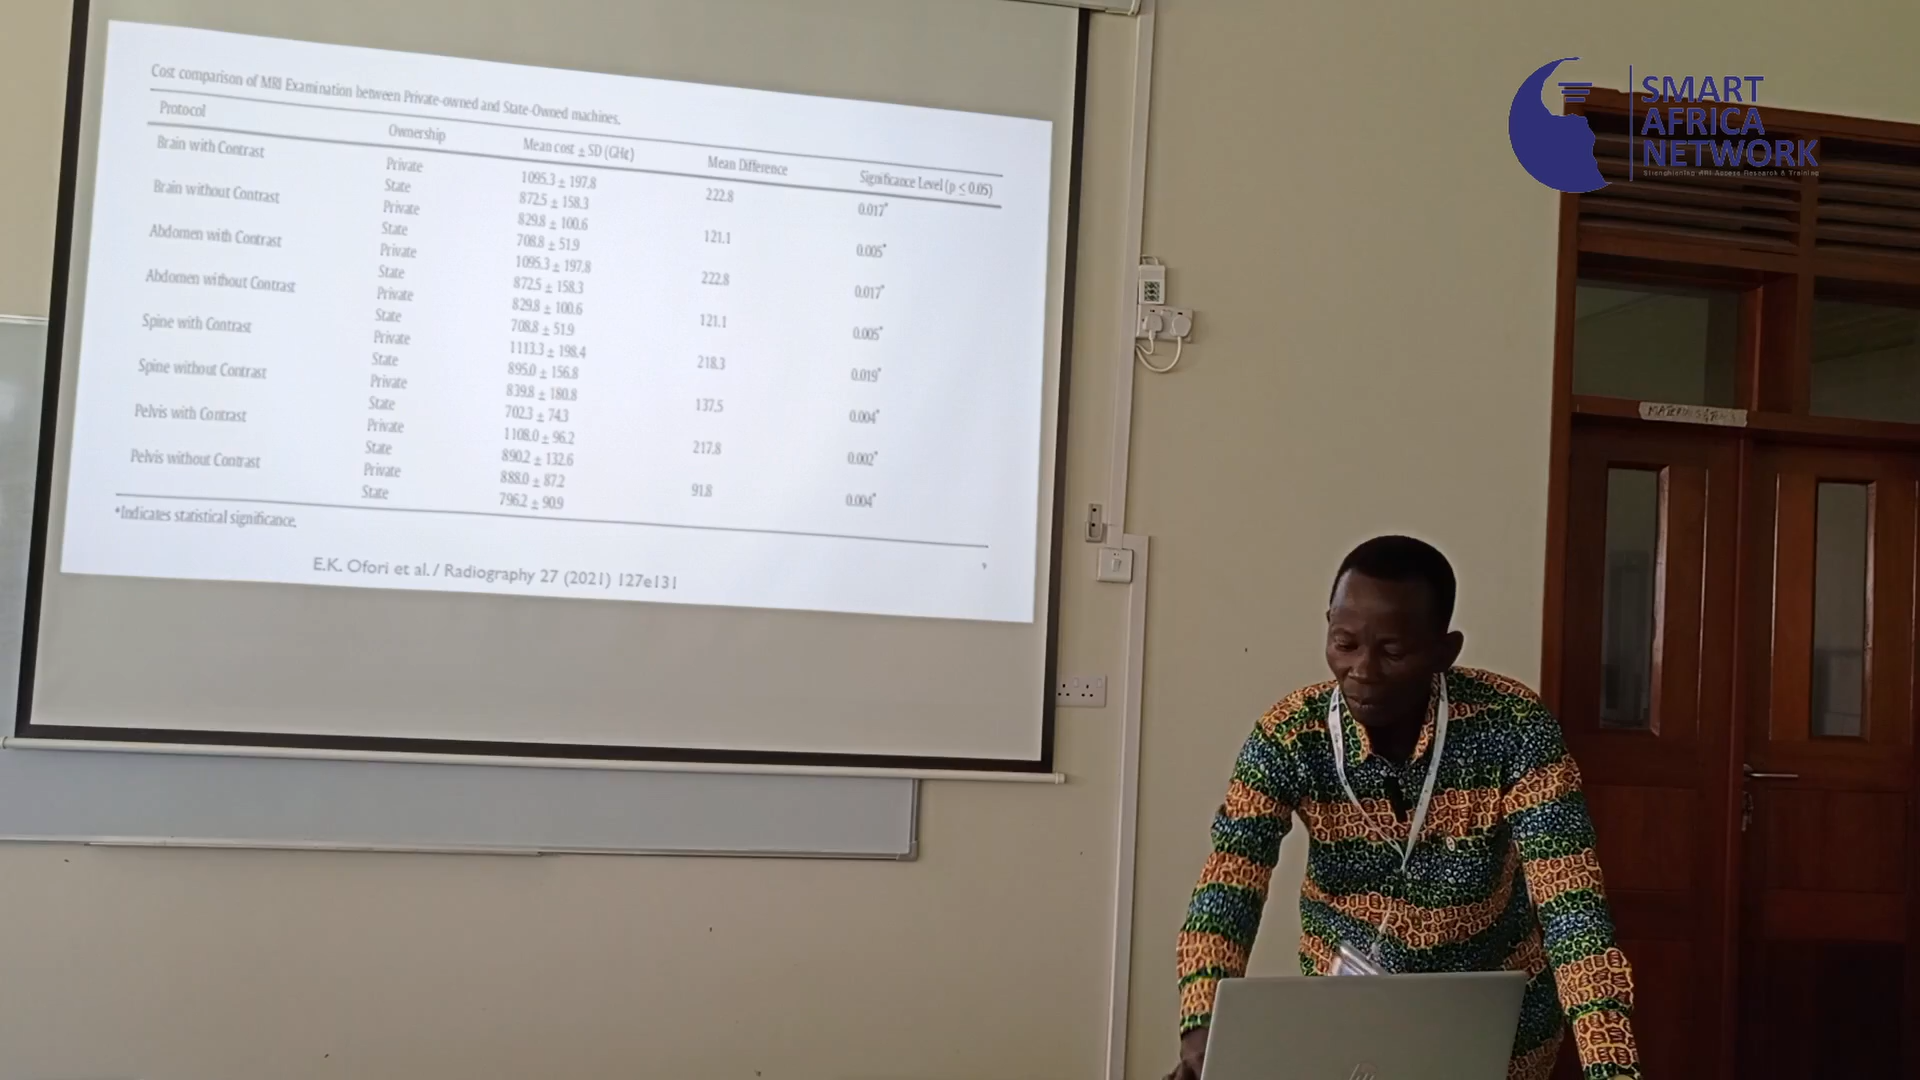 Cost comparison of MRI Examination between Private-owned and State-Owned machines.
Protocol Ownership Mean cost ± SD (GH¢) Mean Difference Significance Level (p ≤ 0.05)
Brain with Contrast Private 1095.3 ± 197.8 222.8 0.017*
State 872.5 ± 158.3
Brain without Contrast Private 829.8 ± 100.6 121.1 0.005*
State 708.8 ± 51.9
Abdomen with Contrast Private 1095.3 ± 197.8 222.8 0.017*
State 872.5 ± 158.3
Abdomen without Contrast Private 829.8 ± 100.6 121.1 0.005*
State 708.8 ± 51.9
Spine with Contrast Private 1113.3 ± 198.4 218.3 0.019*
State 895.0 ± 156.8
Spine without Contrast Private 839.8 ± 180.8 137.5 0.004*
State 702.3 ± 74.3
Pelvis with Contrast Private 1108.0 ± 96.2 217.8 0.002*
State 890.2 ± 132.6
Pelvis without Contrast Private 888.0 ± 87.2 91.8 0.004*
State 796.2 ± 90.9
*Indicates statistical significance.
E.K. Ofori et al./ Radiography 27 (2021) 127e131
SMART
AFRICA
NETWORK
Strengthening MRI Access Research & Training
hp